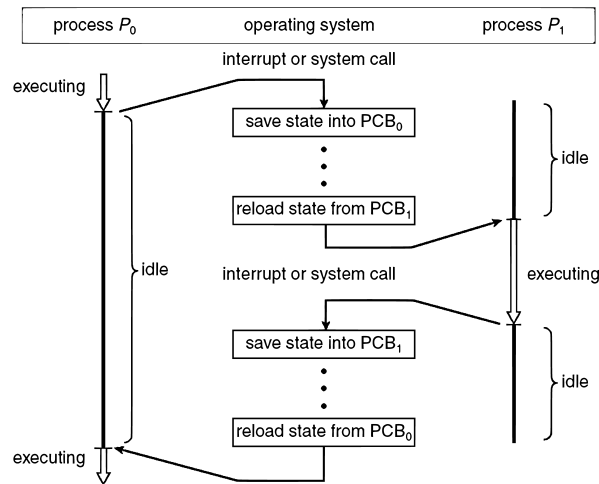 process P₀ operating system process P₁
interrupt or system call
executing
save state into PCB₀
idle
reload state from PCB₁
idle
interrupt or system call
executing
save state into PCB₁
idle
reload state from PCB₀
executing